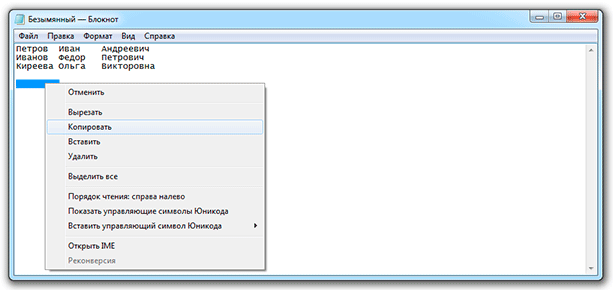 Безымянный — Блокнот
Файл Правка Формат Вид Справка
Петров Иван Андреевич
Иванов Федор Петрович
Киреева Ольга Викторовна
Отменить
Вырезать
Копировать
Вставить
Удалить
Выделить все
Порядок чтения: справа налево
Показать управляющие символы Юникода
Вставить управляющий символ Юникода
Открыть IME
Реконверсия